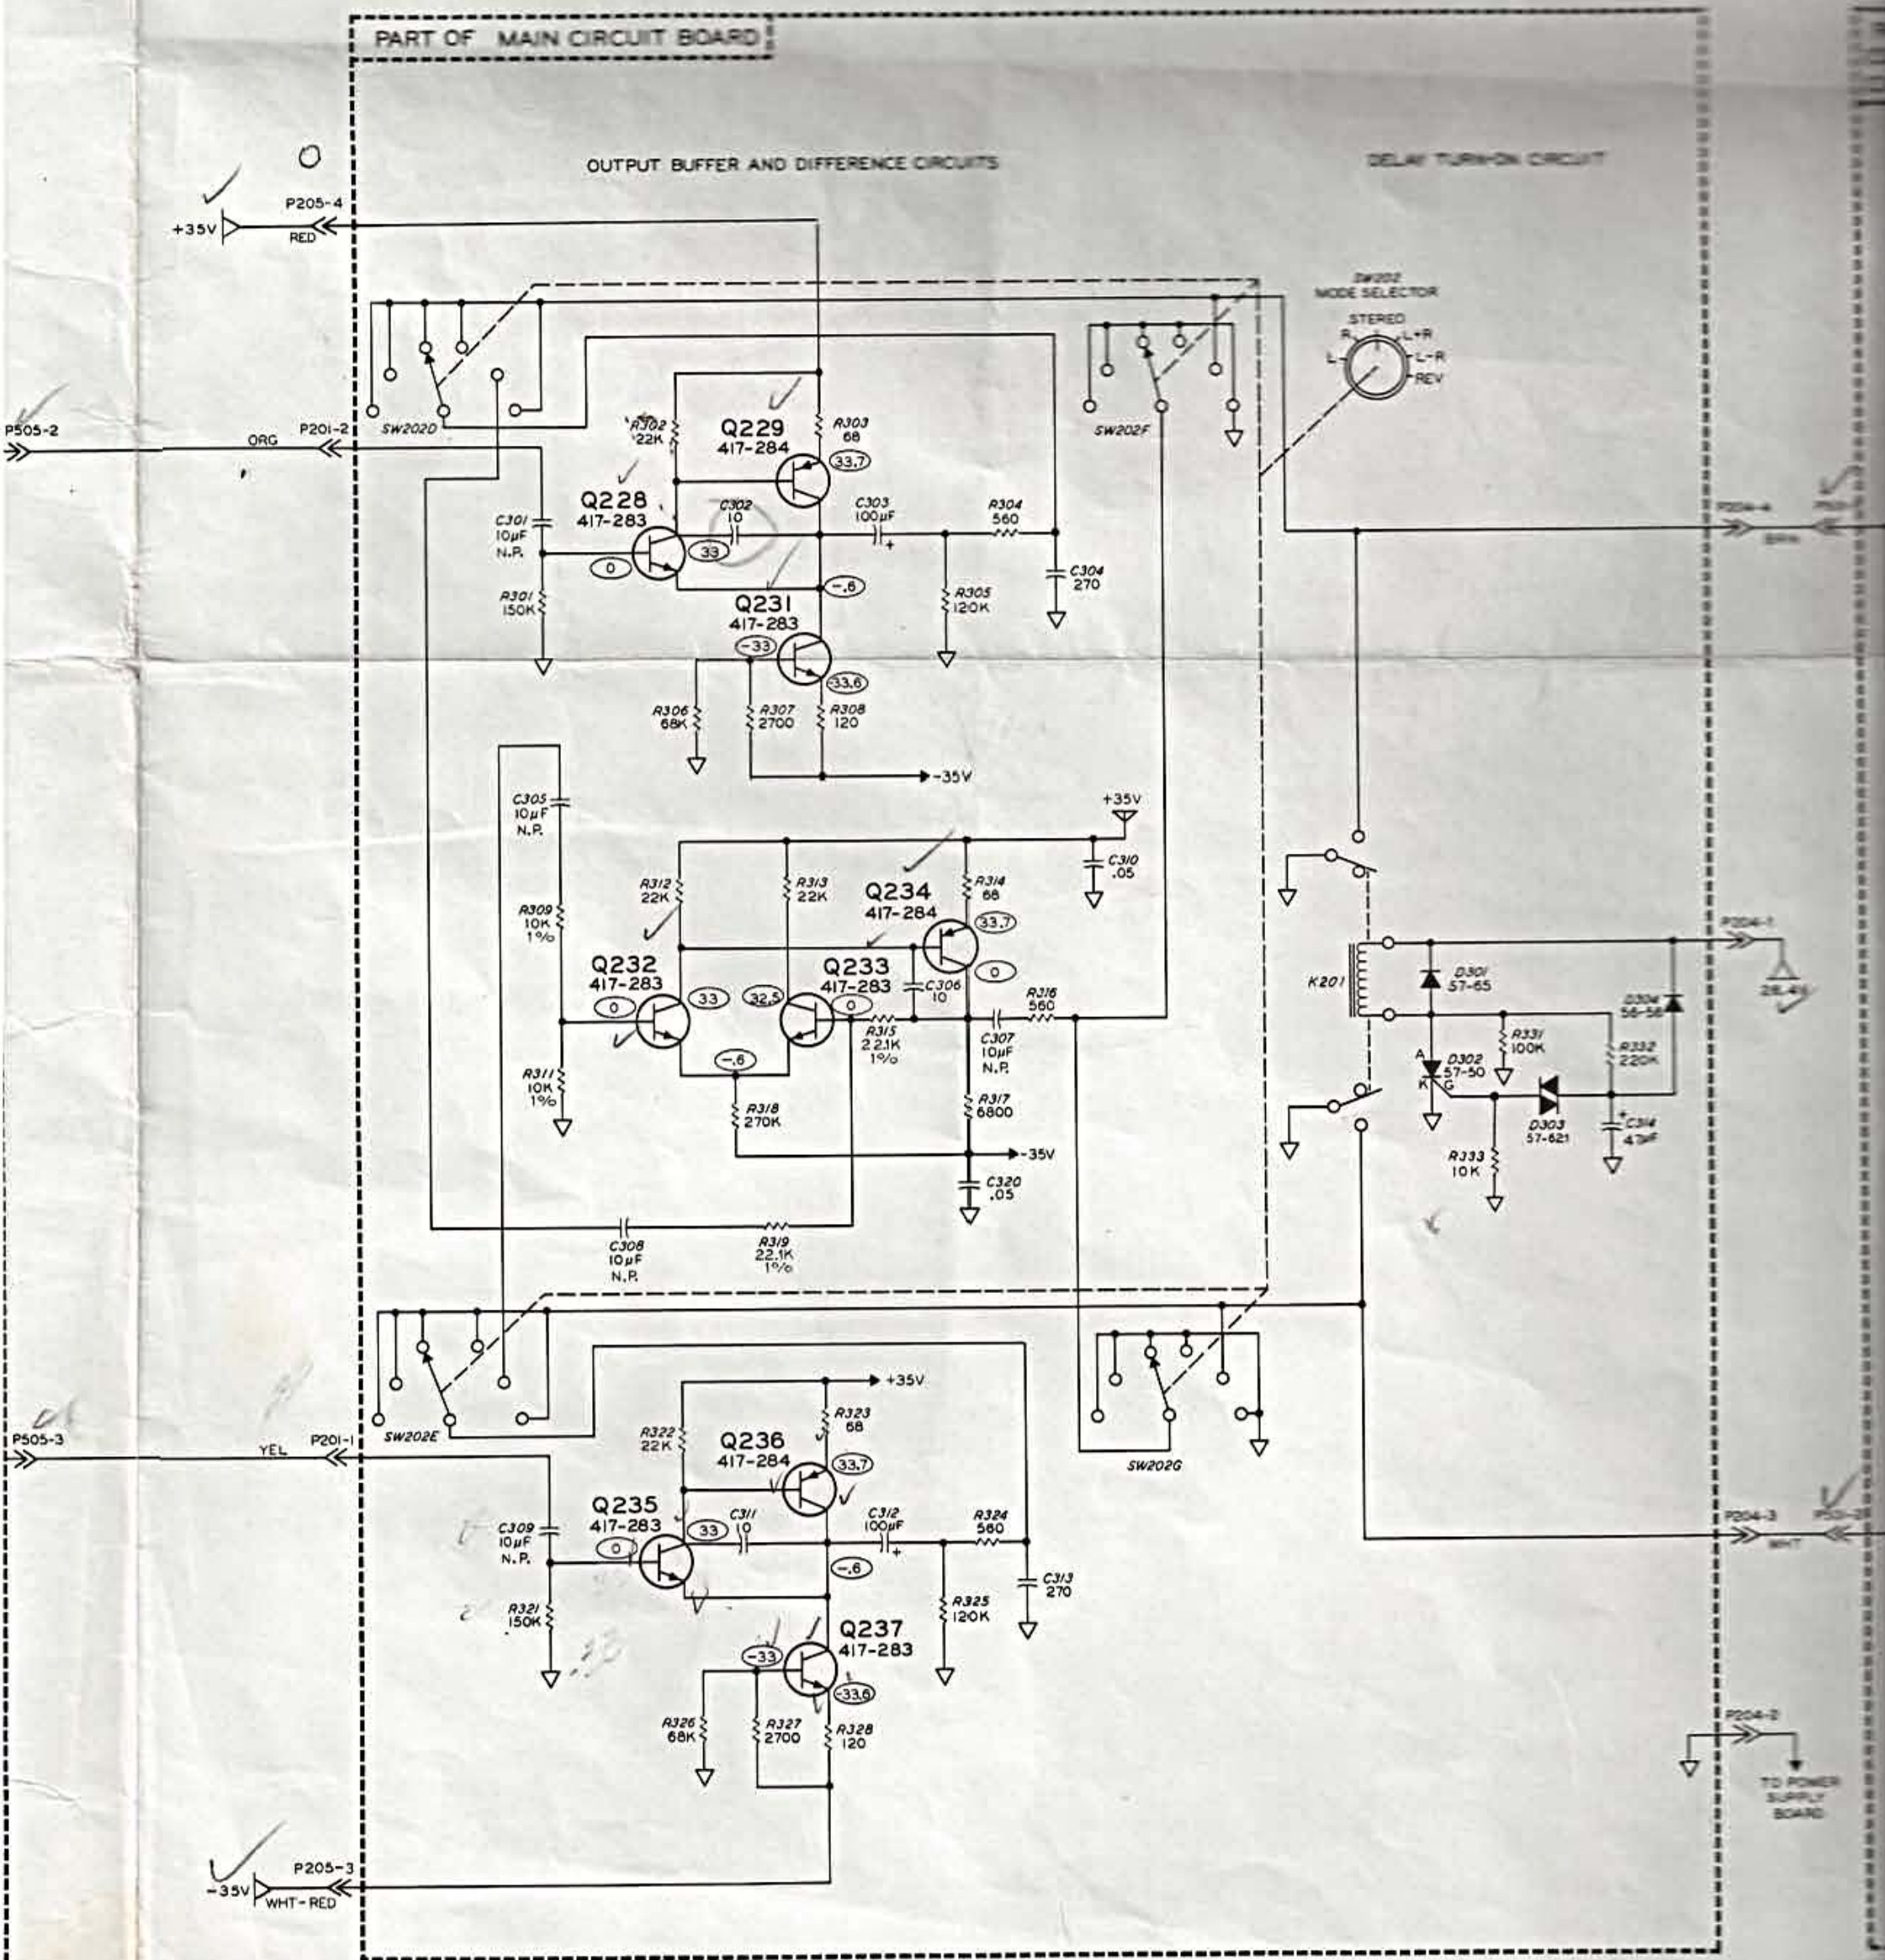 PART OF MAIN CIRCUIT BOARD
OUTPUT BUFFER AND DIFFERENCE CIRCUITS
DELAY TURN-ON CIRCUIT
+35V
P205-4
RED
SW202
MODE SELECTOR
STEREO
R
L+R
L
L-R
REV
SW202D
SW202F
P505-2
ORG
P201-2
R302
22K
Q229
417-284
R303
68
33.7
Q228
417-283
C301
10µF
N.P.
0
33
C302
10
C303
100µF
+
R304
560
R301
150K
-.6
R305
120K
C304
270
P204-4
BRN
Q231
417-283
-33
-33.6
R306
68K
R307
2700
R308
120
-35V
C305
10µF
N.P.
+35V
C310
.05
R312
22K
R313
22K
Q234
417-284
R314
68
33.7
R309
10K
1%
Q232
417-283
0
33
32.5
Q233
417-283
0
0
C306
10
R316
560
R315
22.1K
1%
C307
10µF
N.P.
R311
10K
1%
-.6
R318
270K
R317
6800
-35V
C320
.05
C308
10µF
N.P.
R319
22.1K
1%
K201
P204-1
D301
57-65
D304
56-56
R331
100K
R332
220K
A
D302
57-50
K
G
D303
57-621
+
C314
47µF
R333
10K
SW202E
SW202G
P505-3
YEL
P201-1
+35V
R322
22K
R323
68
Q236
417-284
33.7
Q235
417-283
C309
10µF
N.P.
0
33
C311
10
C312
100µF
+
R324
560
R321
150K
-.6
R325
120K
C313
270
P204-3
WHT
Q237
417-283
-33
-33.6
R326
68K
R327
2700
R328
120
P204-2
TO POWER
SUPPLY
BOARD
-35V
P205-3
WHT-RED